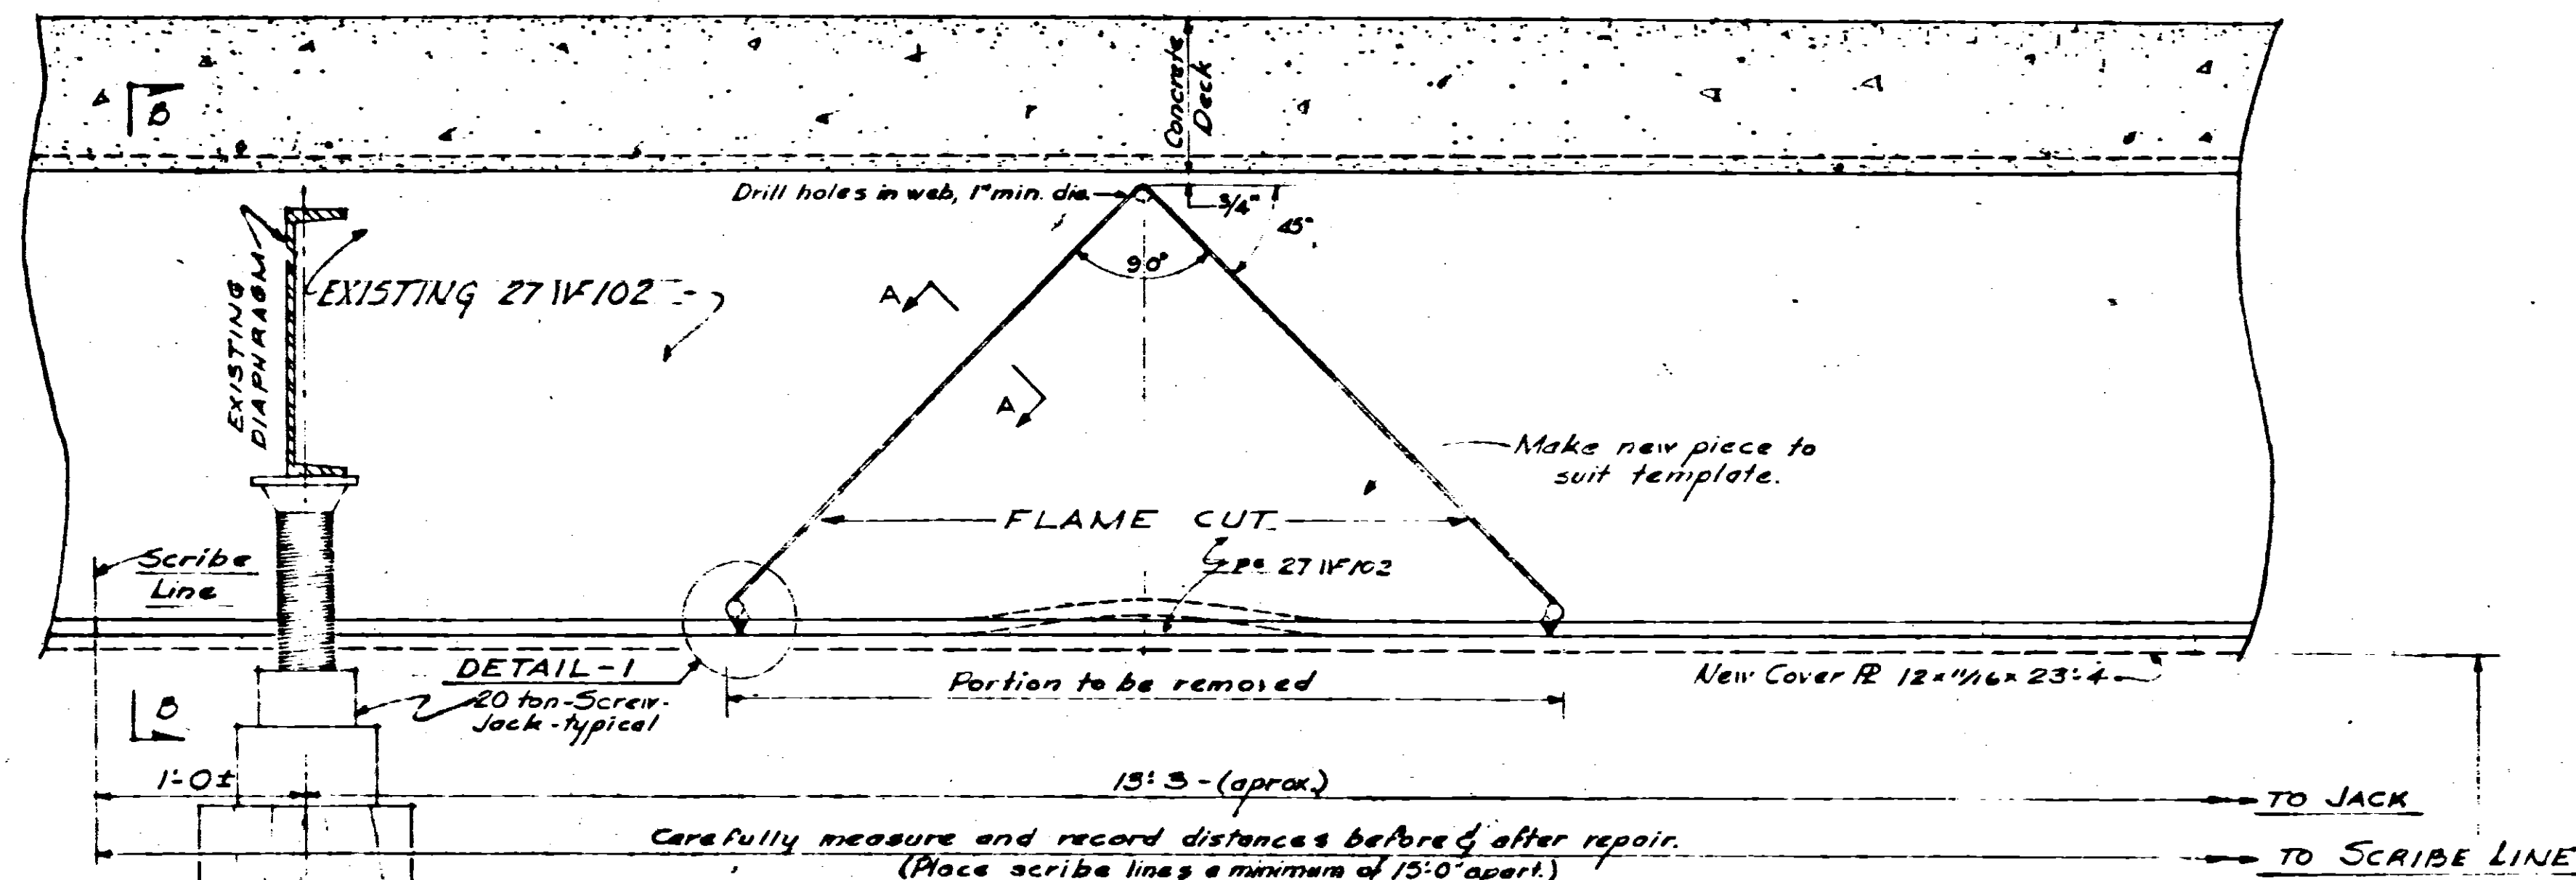 Concrete
Deck
B
Drill holes in web, 1" min. dia.
3/4"
45°
90°
EXISTING
DIAPHRAGM
EXISTING 27 WF 102
A
A
Make new piece to
suit template.
FLAME CUT
27 WF 102
Scribe
Line
DETAIL-1
20 ton-Screw-
Jack-typical
Portion to be removed
New Cover PL 12 x 11/16 x 23'-4
B
1'-0±
13'-3-(aprox.)
TO JACK
Carefully measure and record distances before & after repair.
(Place scribe lines a minimum of 15'-0" apart.)
TO SCRIBE LINE